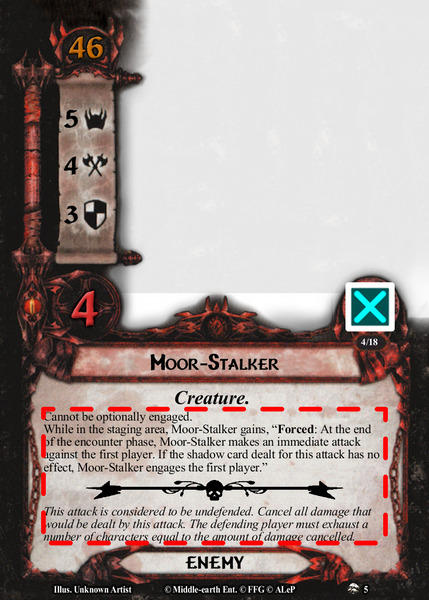 46
5
4
3
4
4/18
Moor-Stalker
Creature.
Cannot be optionally engaged.
While in the staging area, Moor-Stalker gains, “Forced: At the end
of the encounter phase, Moor-Stalker makes an immediate attack
against the first player. If the shadow card dealt for this attack has no
effect, Moor-Stalker engages the first player.”
This attack is considered to be undefended. Cancel all damage that
would be dealt by this attack. The defending player must exhaust a
number of characters equal to the amount of damage cancelled.
ENEMY
Illus. Unknown Artist © Middle-earth Ent. © FFG © ALeP 5